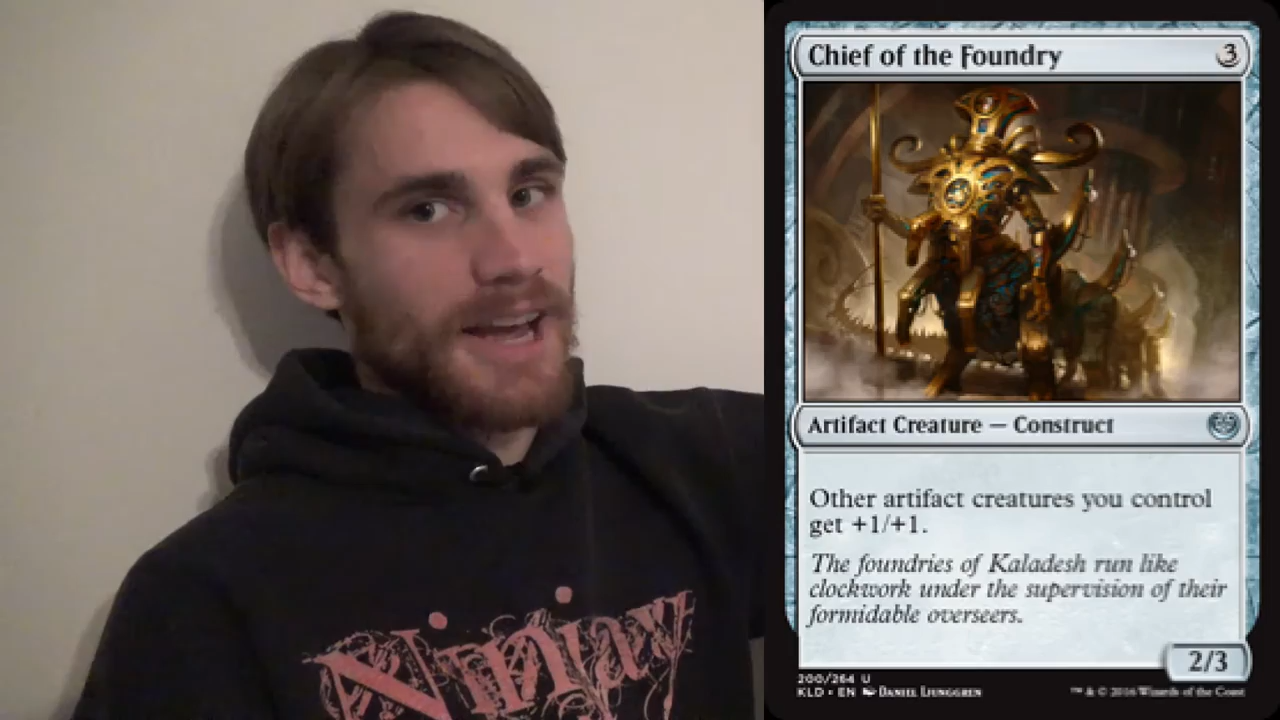 Chief of the Foundry 3
Artifact Creature — Construct
Other artifact creatures you control
get +1/+1.
The foundries of Kaladesh run like
clockwork under the supervision of their
formidable overseers.
2/3
200/264 U
KLD • EN Daniel Ljunggren
™ & © 2016 Wizards of the Coast